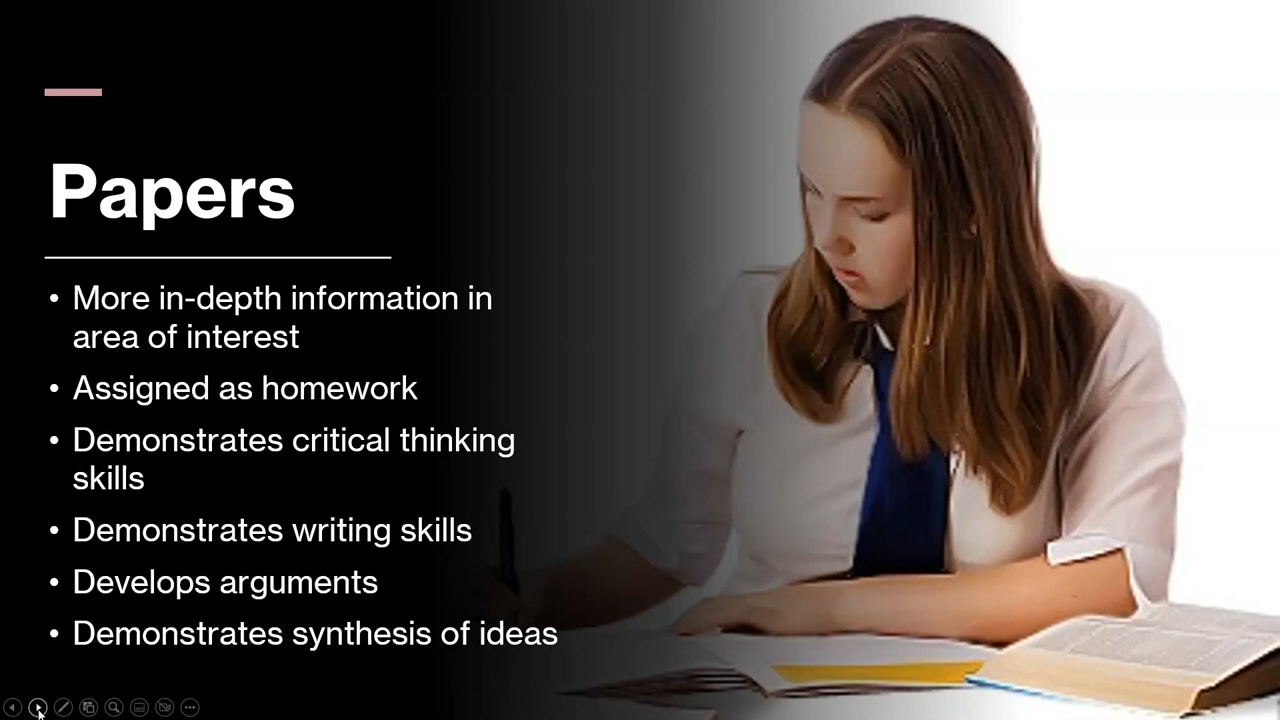 Papers
• More in-depth information in
area of interest
• Assigned as homework
• Demonstrates critical thinking
skills
• Demonstrates writing skills
• Develops arguments
• Demonstrates synthesis of ideas